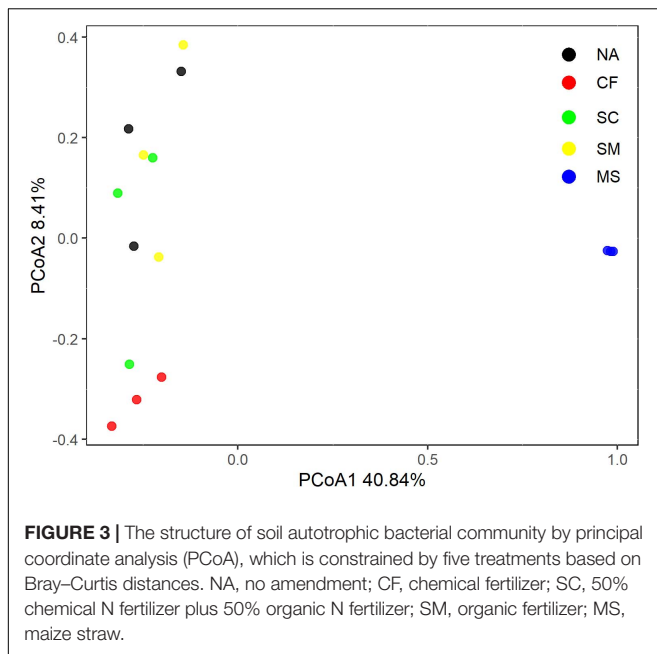 0.4
0.2
0.0
-0.2
-0.4
PCoA2 8.41%
NA
CF
SC
SM
MS
0.0
0.5
1.0
PCoA1 40.84%
FIGURE 3 | The structure of soil autotrophic bacterial community by principal
coordinate analysis (PCoA), which is constrained by five treatments based on
Bray–Curtis distances. NA, no amendment; CF, chemical fertilizer; SC, 50%
chemical N fertilizer plus 50% organic N fertilizer; SM, organic fertilizer; MS,
maize straw.